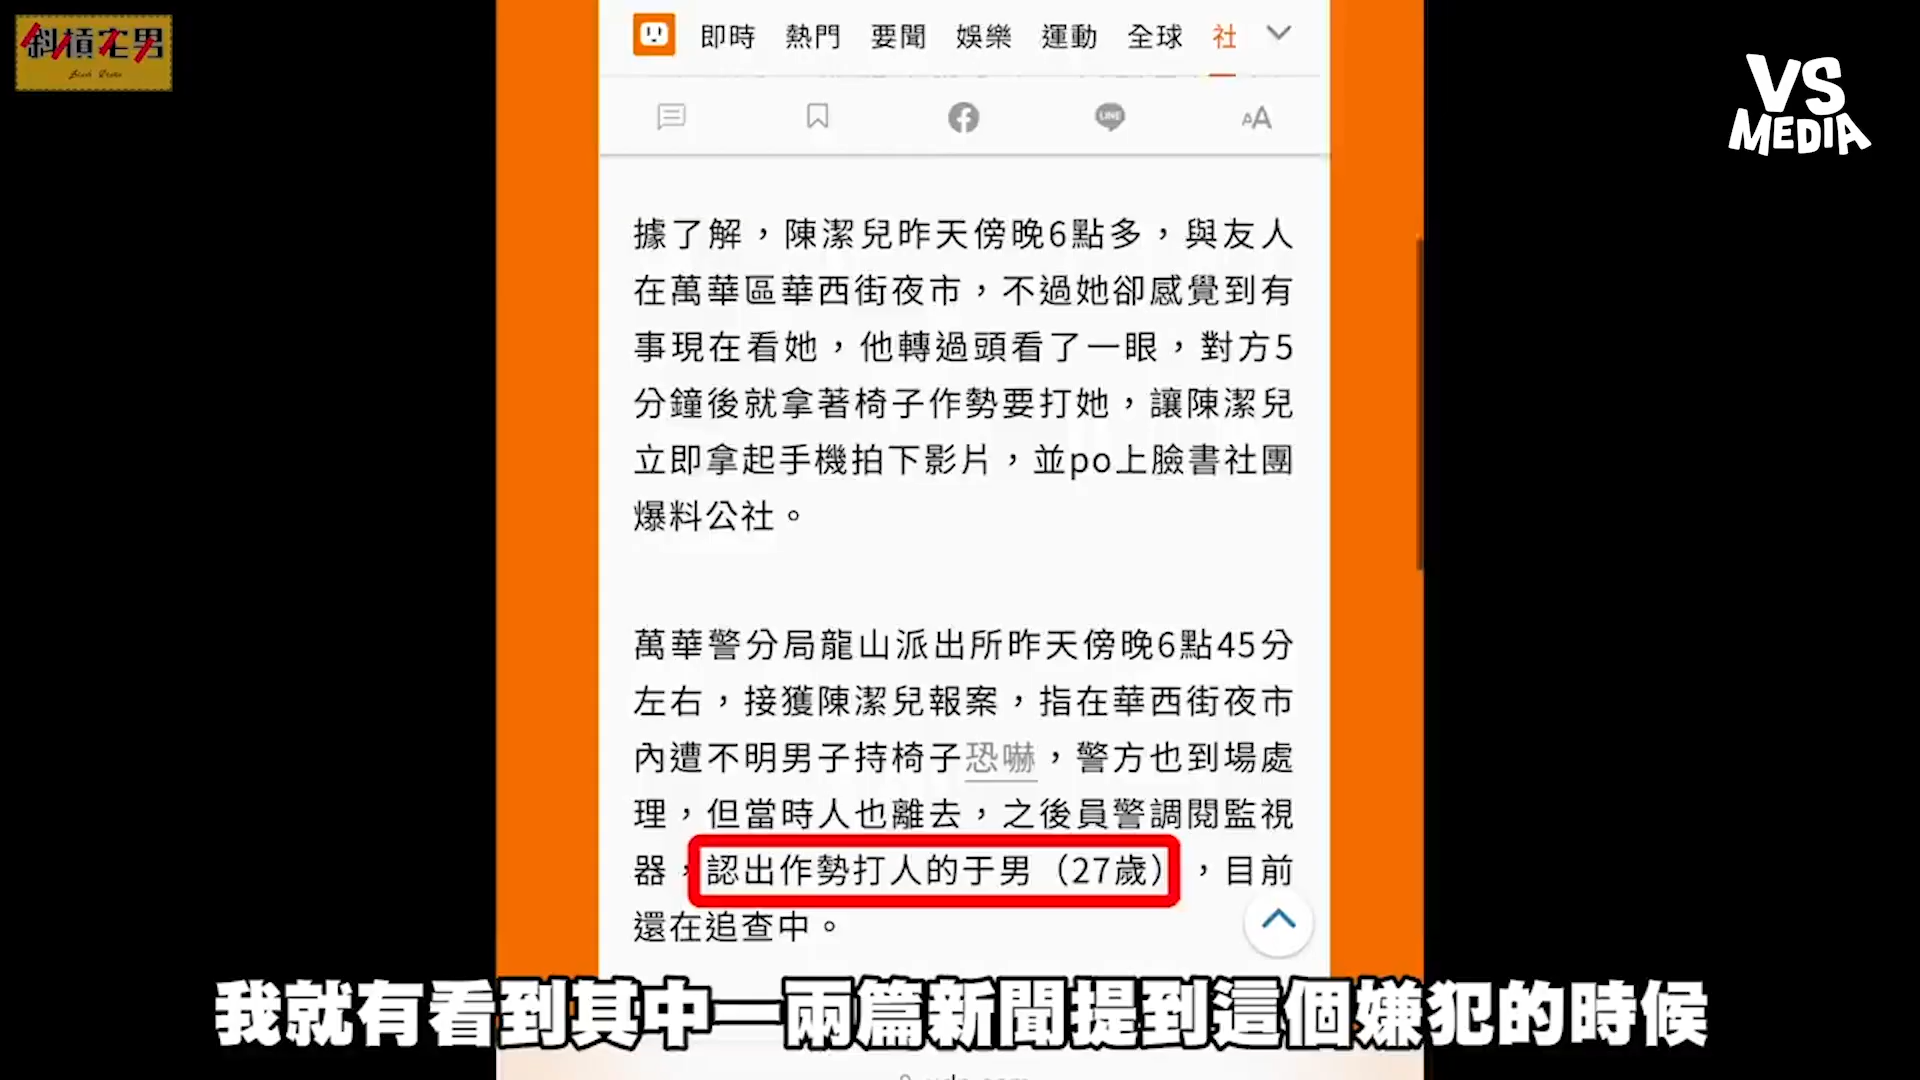 斜槓宅男
VS
MEDIA
即時 熱門 要聞 娛樂 運動 全球 社
LINE
AA
據了解，陳潔兒昨天傍晚6點多，與友人
在萬華區華西街夜市，不過她卻感覺到有
事現在看她，他轉過頭看了一眼，對方5
分鐘後就拿著椅子作勢要打她，讓陳潔兒
立即拿起手機拍下影片，並po上臉書社團
爆料公社。
萬華警分局龍山派出所昨天傍晚6點45分
左右，接獲陳潔兒報案，指在華西街夜市
內遭不明男子持椅子恐嚇，警方也到場處
理，但當時人也離去，之後員警調閱監視
器，認出作勢打人的于男（27歲），目前
還在追查中。
我就有看到其中一兩篇新聞提到這個嫌犯的時候